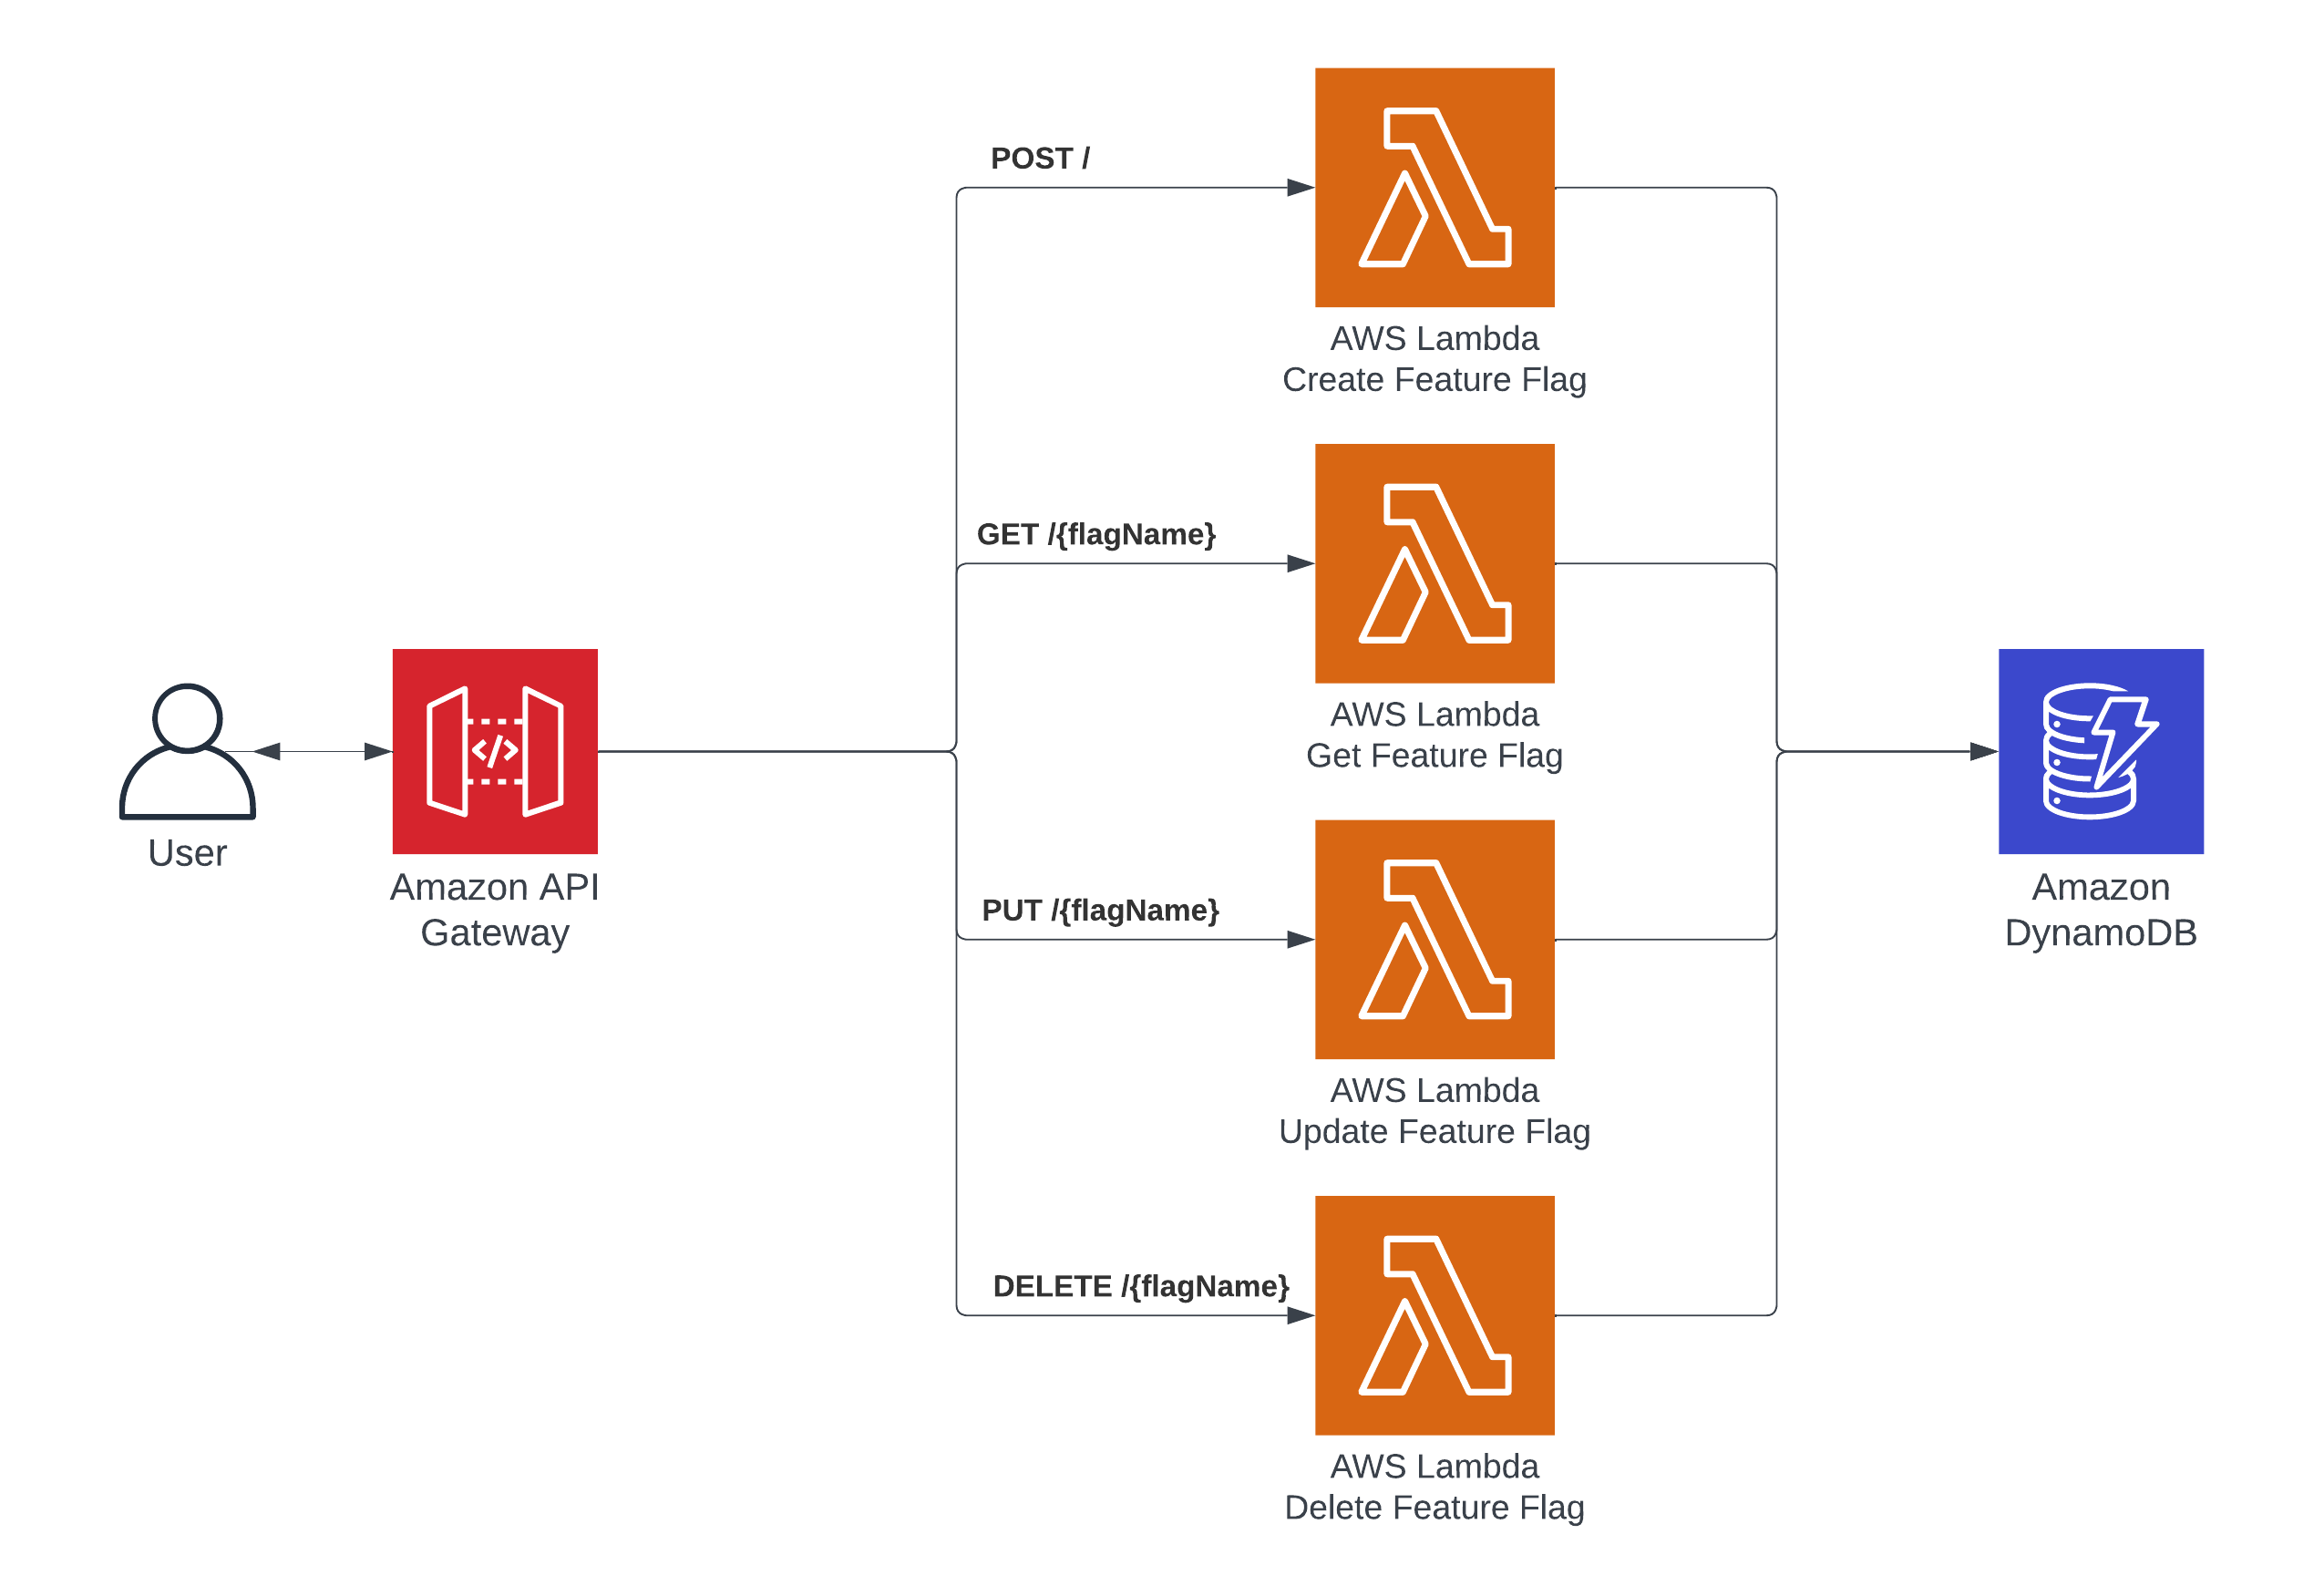 POST /
AWS Lambda
Create Feature Flag
GET /{flagName}
AWS Lambda
Get Feature Flag
User
Amazon API
Gateway
PUT /{flagName}
AWS Lambda
Update Feature Flag
Amazon
DynamoDB
DELETE /{flagName}
AWS Lambda
Delete Feature Flag